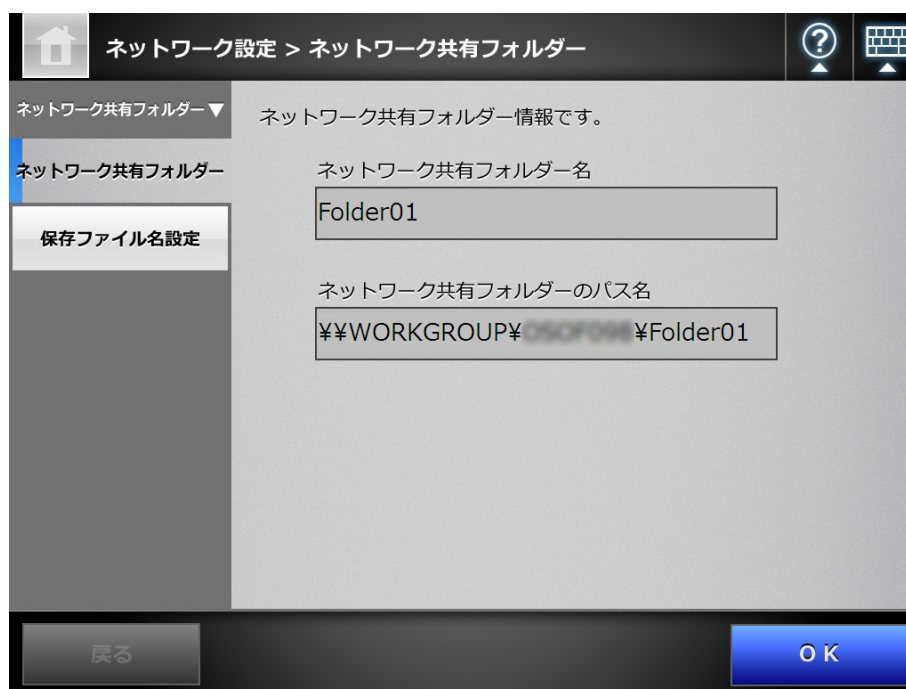 ネットワーク設定 > ネットワーク共有フォルダー
ネットワーク共有フォルダー▼
ネットワーク共有フォルダー
保存ファイル名設定
ネットワーク共有フォルダー情報です。
ネットワーク共有フォルダー名
Folder01
ネットワーク共有フォルダーのパス名
¥¥WORKGROUP¥ ¥Folder01
戻る
OK